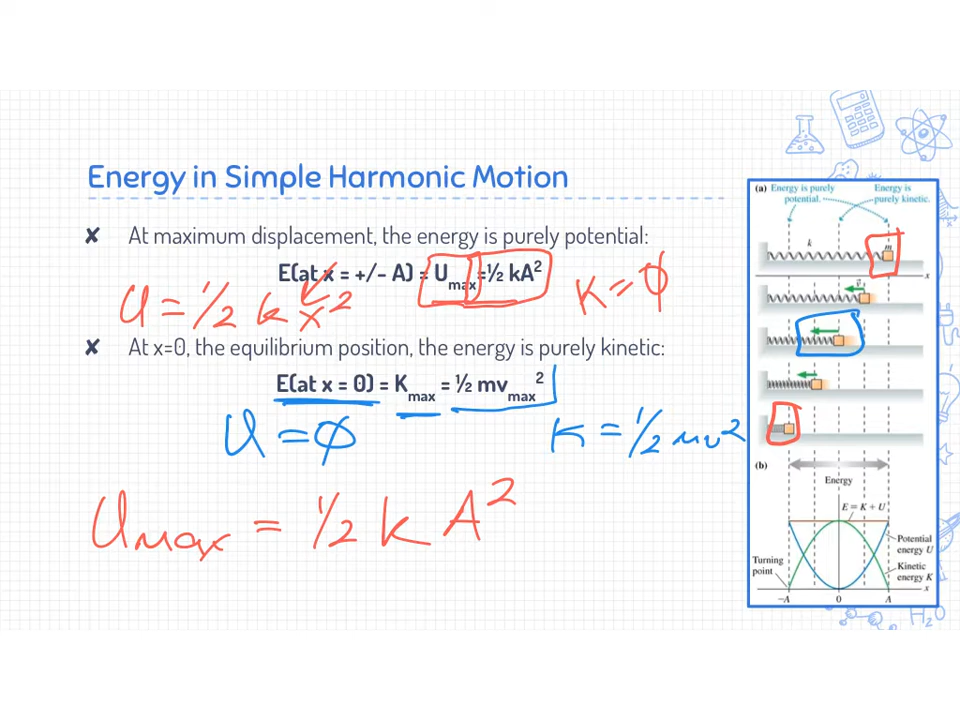 Energy in Simple Harmonic Motion
✘ At maximum displacement, the energy is purely potential:
E(at x = +/- A) = Umax =½ kA²
U = ½ k x²
K = ϕ
✘ At x=0, the equilibrium position, the energy is purely kinetic:
E(at x = 0) = Kmax = ½ mvmax²
U = ϕ
K = ½ mv²
Umax = ½ k A²
(a) Energy is purely potential.
Energy is purely kinetic.
k
m
x
v
(b)
Energy
E = K + U
Potential energy U
Turning point
Kinetic energy K
x
−A 0 A
H₂O